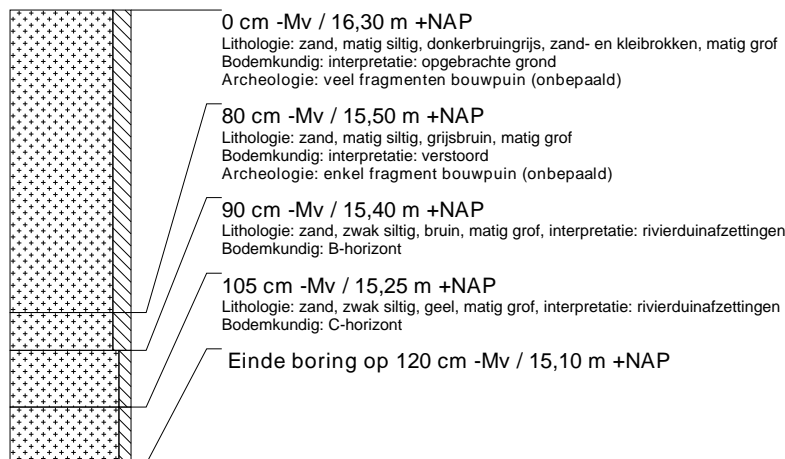 0 cm -Mv / 16,30 m +NAP
Lithologie: zand, matig siltig, donkerbruingrijs, zand- en kleibrokken, matig grof
Bodemkundig: interpretatie: opgebrachte grond
Archeologie: veel fragmenten bouwpuin (onbepaald)
80 cm -Mv / 15,50 m +NAP
Lithologie: zand, matig siltig, grijsbruin, matig grof
Bodemkundig: interpretatie: verstoord
Archeologie: enkel fragment bouwpuin (onbepaald)
90 cm -Mv / 15,40 m +NAP
Lithologie: zand, zwak siltig, bruin, matig grof, interpretatie: rivierduinafzettingen
Bodemkundig: B-horizont
105 cm -Mv / 15,25 m +NAP
Lithologie: zand, zwak siltig, geel, matig grof, interpretatie: rivierduinafzettingen
Bodemkundig: C-horizont
Einde boring op 120 cm -Mv / 15,10 m +NAP